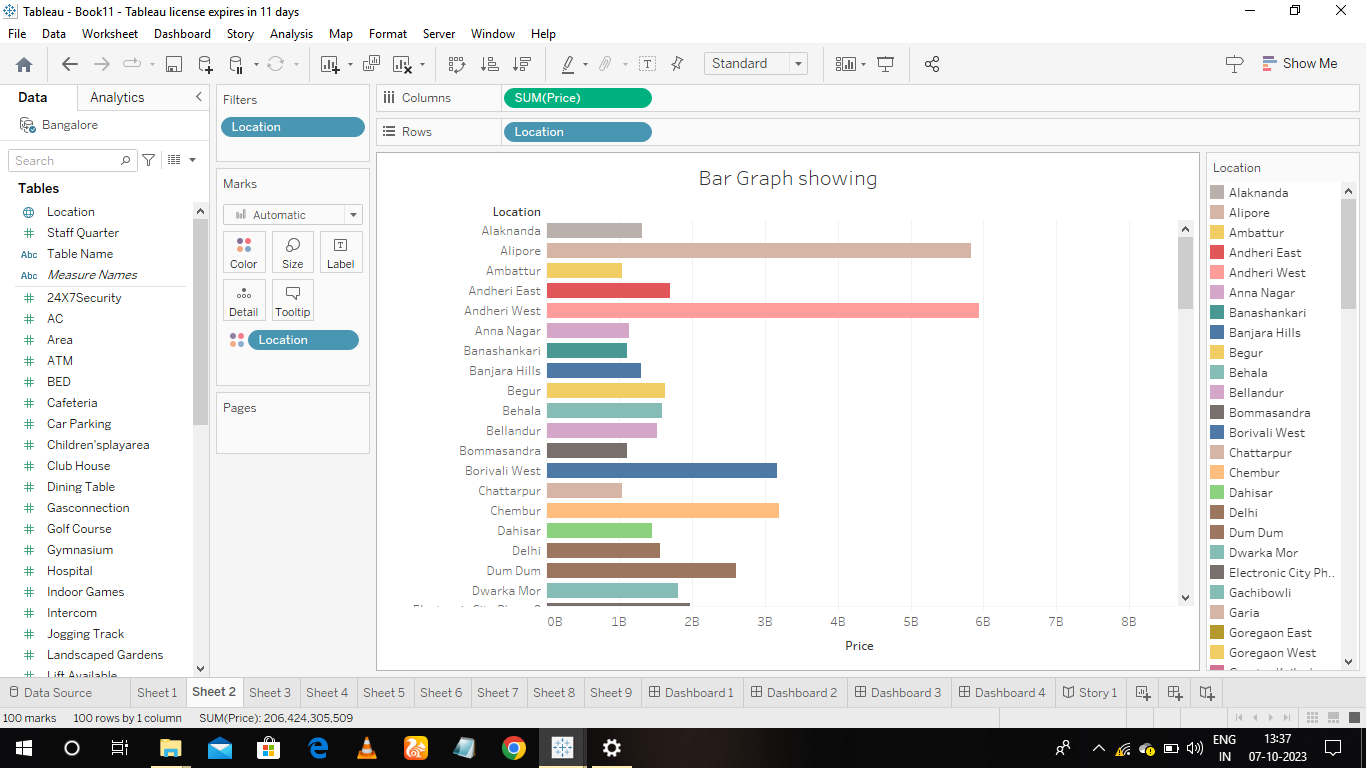 Tableau - Book11 - Tableau license expires in 11 days
File Data Worksheet Dashboard Story Analysis Map Format Server Window Help
Standard
Show Me
Data Analytics
Bangalore
Search
Tables
Location
Staff Quarter
Abc Table Name
Abc Measure Names
24X7Security
AC
Area
ATM
BED
Cafeteria
Car Parking
Children'splayarea
Club House
Dining Table
Gasconnection
Golf Course
Gymnasium
Hospital
Indoor Games
Intercom
Jogging Track
Landscaped Gardens
Lift Available
Filters
Location
Marks
Automatic
Color Size Label
Detail Tooltip
Location
Pages
Columns SUM(Price)
Rows Location
Bar Graph showing
Location
Alaknanda
Alipore
Ambattur
Andheri East
Andheri West
Anna Nagar
Banashankari
Banjara Hills
Begur
Behala
Bellandur
Bommasandra
Borivali West
Chattarpur
Chembur
Dahisar
Delhi
Dum Dum
Dwarka Mor
0B 1B 2B 3B 4B 5B 6B 7B 8B
Price
Location
Alaknanda
Alipore
Ambattur
Andheri East
Andheri West
Anna Nagar
Banashankari
Banjara Hills
Begur
Behala
Bellandur
Bommasandra
Borivali West
Chattarpur
Chembur
Dahisar
Delhi
Dum Dum
Dwarka Mor
Electronic City Ph..
Gachibowli
Garia
Goregaon East
Goregaon West
Data Source Sheet 1 Sheet 2 Sheet 3 Sheet 4 Sheet 5 Sheet 6 Sheet 7 Sheet 8 Sheet 9 Dashboard 1 Dashboard 2 Dashboard 3 Dashboard 4 Story 1
100 marks 100 rows by 1 column SUM(Price): 206,424,305,509
ENG
IN
13:37
07-10-2023